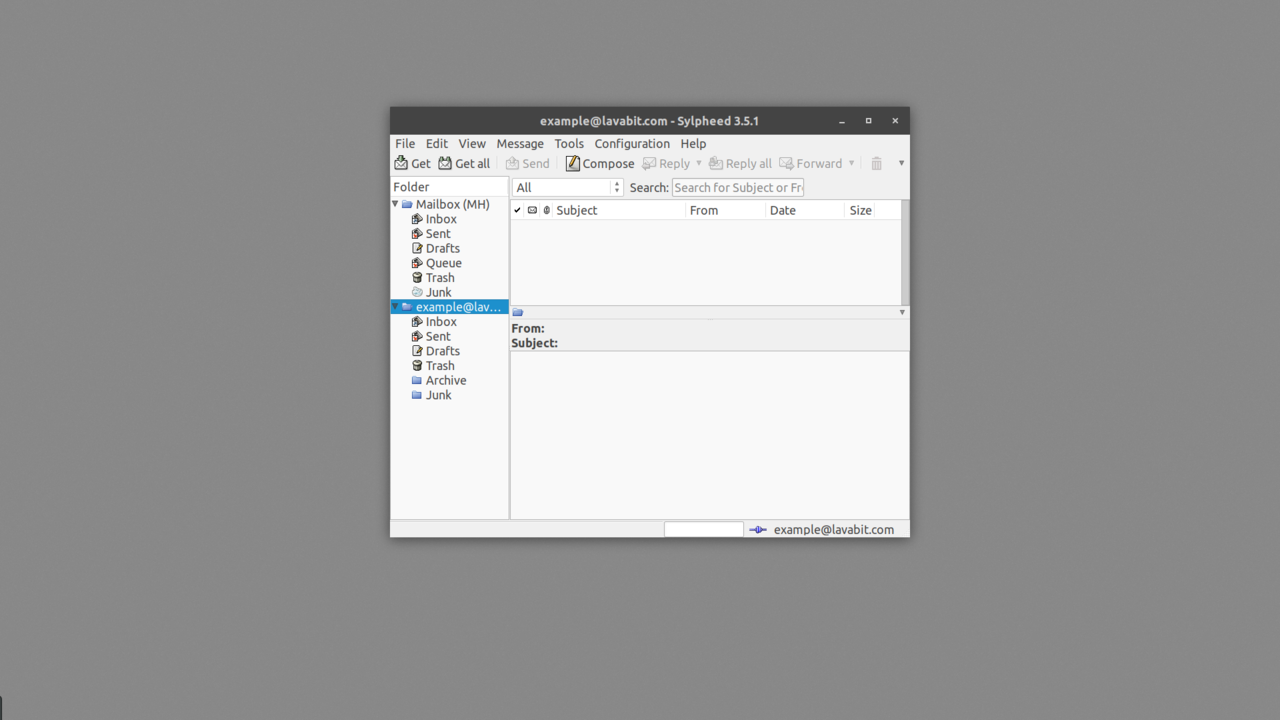 example@lavabit.com - Sylpheed 3.5.1
File Edit View Message Tools Configuration Help
Get Get all Send Compose Reply Reply all Forward
Folder
All Search: Search for Subject or Fr
Mailbox (MH)
Inbox
Sent
Drafts
Queue
Trash
Junk
example@lav...
Inbox
Sent
Drafts
Trash
Archive
Junk
Subject From Date Size
From:
Subject:
example@lavabit.com